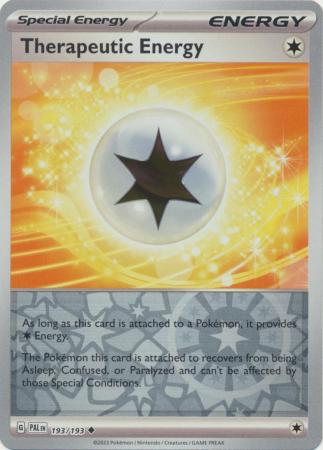 Special Energy ENERGY
Therapeutic Energy
As long as this card is attached to a Pokémon, it provides
Energy.
The Pokémon this card is attached to recovers from being
Asleep, Confused, or Paralyzed and can't be affected by
those Special Conditions.
G PAL EN 193/193
©2023 Pokémon / Nintendo / Creatures / GAME FREAK